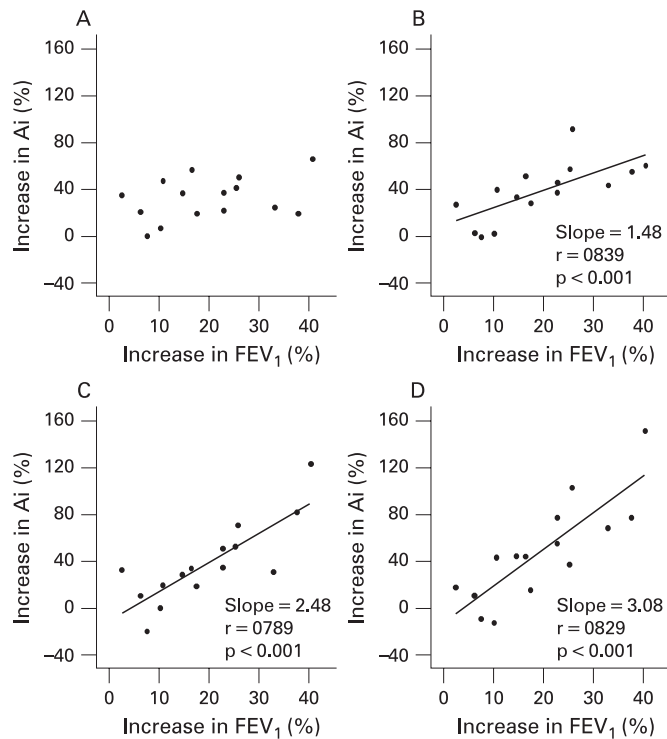 A
160
120
80
40
0
–40
Increase in Ai (%)
0 10 20 30 40
Increase in FEV1 (%)
B
160
120
80
40
0
–40
Increase in Ai (%)
Slope = 1.48
r = 0839
p < 0.001
0 10 20 30 40
Increase in FEV1 (%)
C
160
120
80
40
0
–40
Increase in Ai (%)
Slope = 2.48
r = 0789
p < 0.001
0 10 20 30 40
Increase in FEV1 (%)
D
160
120
80
40
0
–40
Increase in Ai (%)
Slope = 3.08
r = 0829
p < 0.001
0 10 20 30 40
Increase in FEV1 (%)